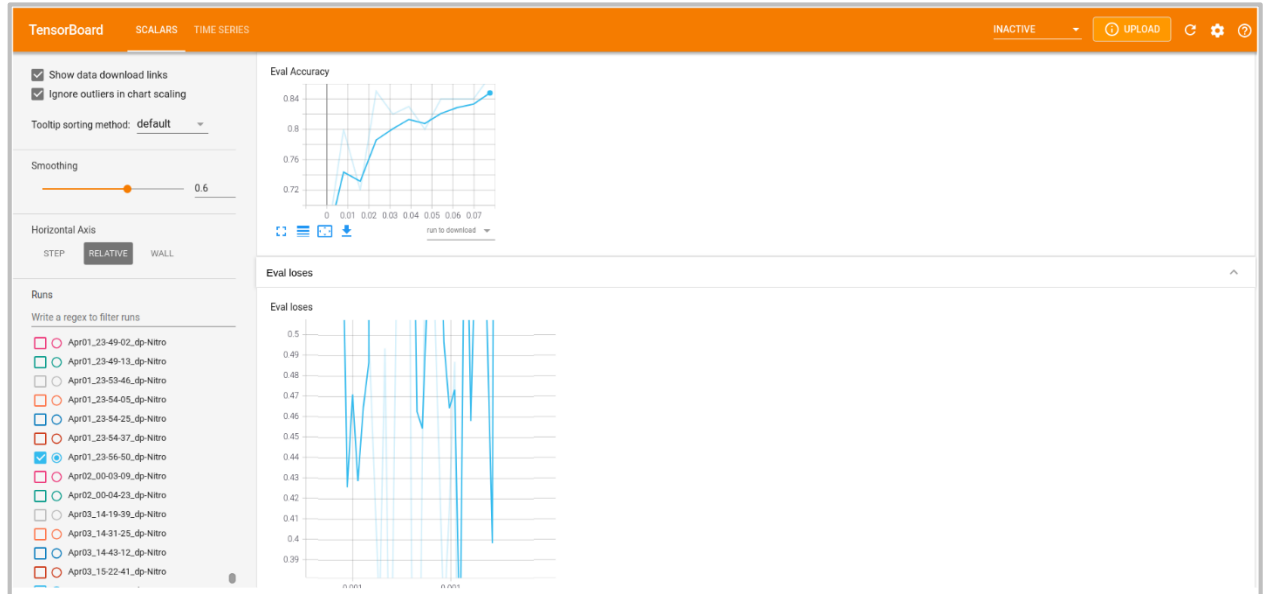 TensorBoard SCALARS TIME SERIES INACTIVE UPLOAD
Show data download links
Ignore outliers in chart scaling
Tooltip sorting method: default
Smoothing
0.6
Horizontal Axis
STEP RELATIVE WALL
Runs
Write a regex to filter runs
Apr01_23-49-02_dp-Nitro
Apr01_23-49-13_dp-Nitro
Apr01_23-53-46_dp-Nitro
Apr01_23-54-05_dp-Nitro
Apr01_23-54-25_dp-Nitro
Apr01_23-54-37_dp-Nitro
Apr01_23-56-50_dp-Nitro
Apr02_00-03-09_dp-Nitro
Apr02_00-04-23_dp-Nitro
Apr03_14-19-39_dp-Nitro
Apr03_14-31-25_dp-Nitro
Apr03_14-43-12_dp-Nitro
Apr03_15-22-41_dp-Nitro
Eval Accuracy
0.84
0.8
0.76
0.72
0 0.01 0.02 0.03 0.04 0.05 0.06 0.07
run to download
Eval loses
Eval loses
0.5
0.49
0.48
0.47
0.46
0.45
0.44
0.43
0.42
0.41
0.4
0.39
0.001 0.001